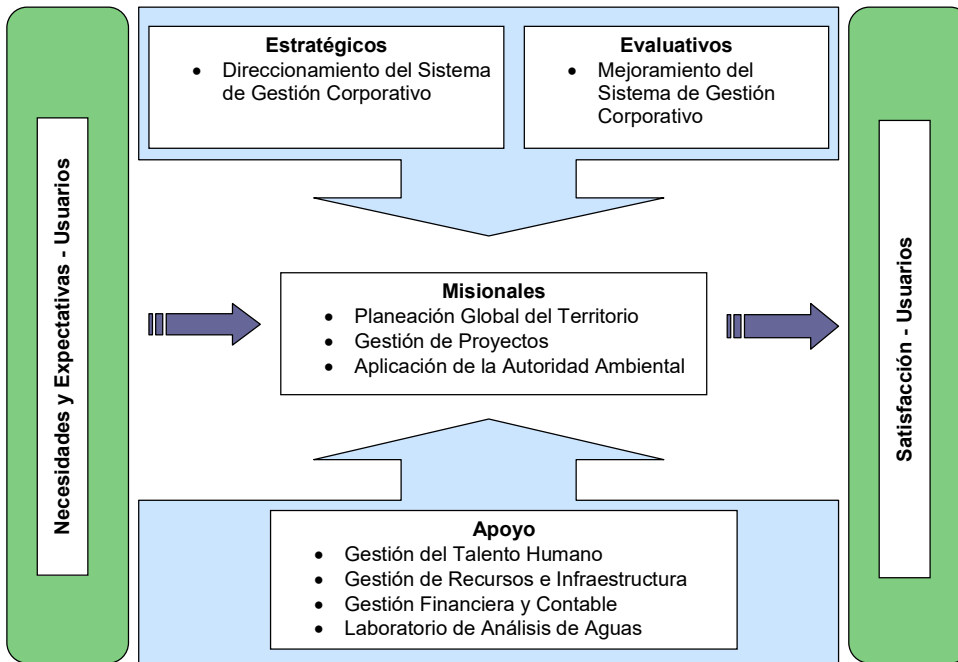 Necesidades y Expectativas - Usuarios
Estratégicos
• Direccionamiento del Sistema
de Gestión Corporativo
Evaluativos
• Mejoramiento del
Sistema de Gestión
Corporativo
Misionales
• Planeación Global del Territorio
• Gestión de Proyectos
• Aplicación de la Autoridad Ambiental
Apoyo
• Gestión del Talento Humano
• Gestión de Recursos e Infraestructura
• Gestión Financiera y Contable
• Laboratorio de Análisis de Aguas
Satisfacción - Usuarios